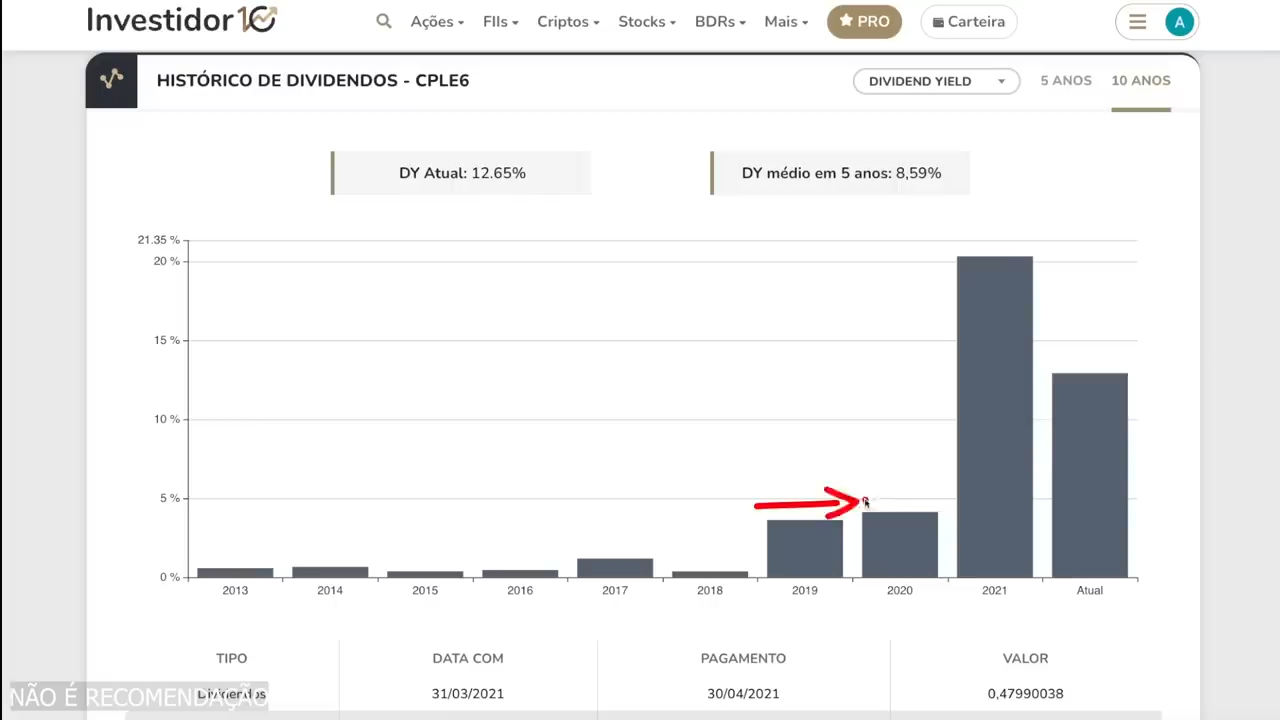 Investidor 10
Ações FIIs Criptos Stocks BDRs Mais PRO Carteira A
HISTÓRICO DE DIVIDENDOS - CPLE6 DIVIDEND YIELD 5 ANOS 10 ANOS
DY Atual: 12.65% DY médio em 5 anos: 8,59%
21.35 %
20 %
15 %
10 %
5 %
0 %
2013 2014 2015 2016 2017 2018 2019 2020 2021 Atual
TIPO DATA COM PAGAMENTO VALOR
Dividendos 31/03/2021 30/04/2021 0,47990038
NÃO É RECOMENDAÇÃO